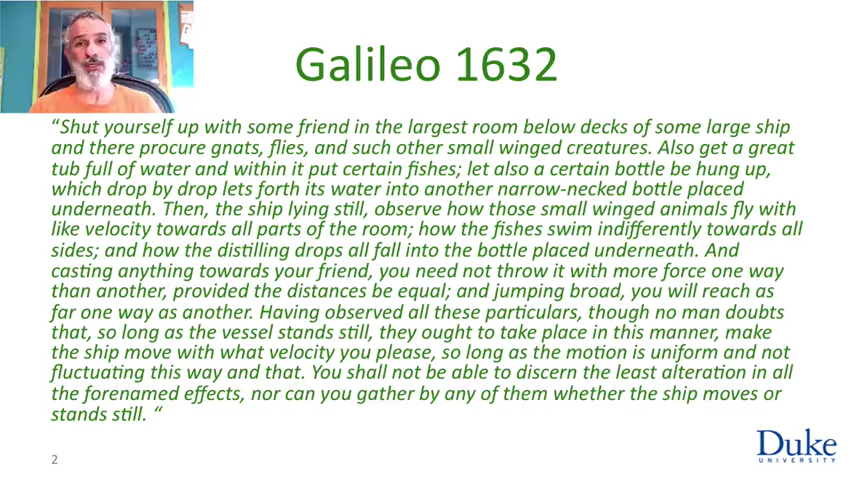 Galileo 1632
“Shut yourself up with some friend in the largest room below decks of some large ship
and there procure gnats, flies, and such other small winged creatures. Also get a great
tub full of water and within it put certain fishes; let also a certain bottle be hung up,
which drop by drop lets forth its water into another narrow-necked bottle placed
underneath. Then, the ship lying still, observe how those small winged animals fly with
like velocity towards all parts of the room; how the fishes swim indifferently towards all
sides; and how the distilling drops all fall into the bottle placed underneath. And
casting anything towards your friend, you need not throw it with more force one way
than another, provided the distances be equal; and jumping broad, you will reach as
far one way as another. Having observed all these particulars, though no man doubts
that, so long as the vessel stands still, they ought to take place in this manner, make
the ship move with what velocity you please, so long as the motion is uniform and not
fluctuating this way and that. You shall not be able to discern the least alteration in all
the forenamed effects, nor can you gather by any of them whether the ship moves or
stands still. “
2
Duke
UNIVERSITY